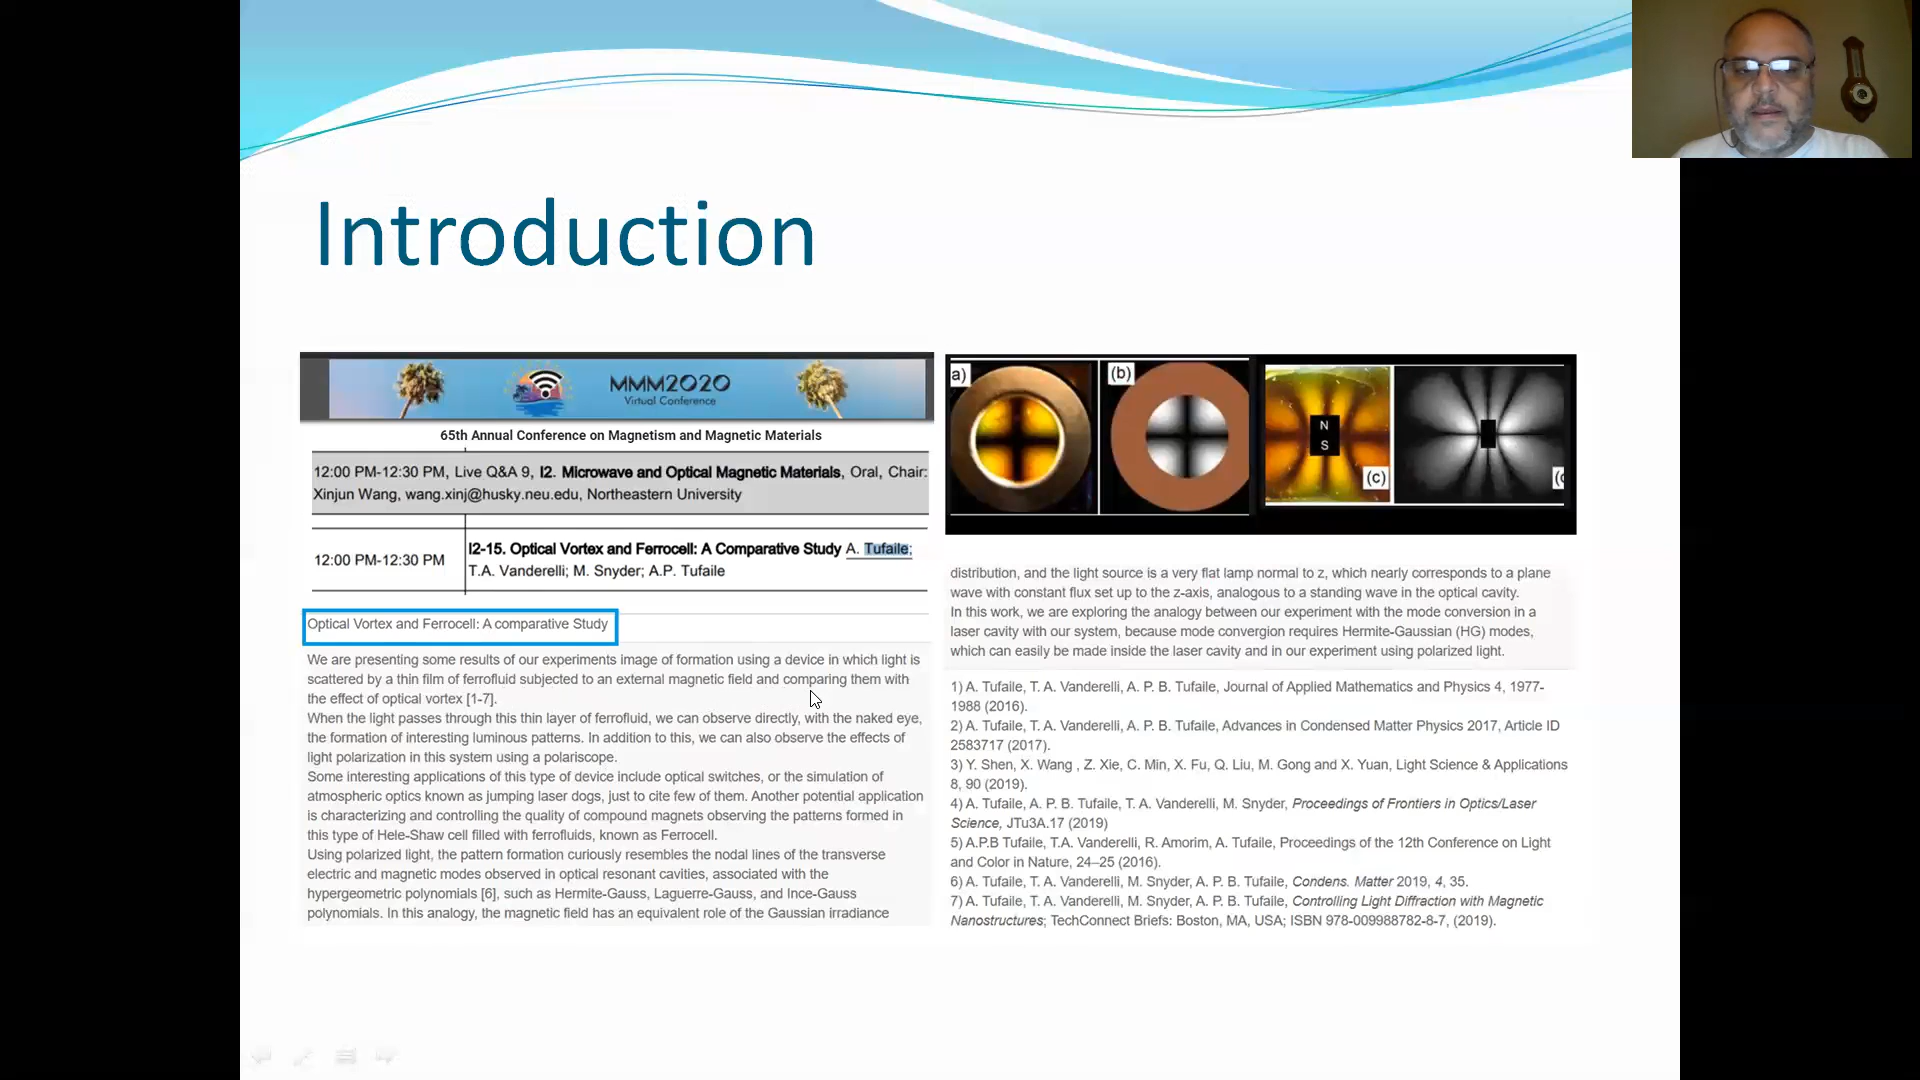 Introduction
MMM2020
Virtual Conference
65th Annual Conference on Magnetism and Magnetic Materials
12:00 PM-12:30 PM, Live Q&A 9, I2. Microwave and Optical Magnetic Materials, Oral, Chair:
Xinjun Wang, wang.xinj@husky.neu.edu, Northeastern University
12:00 PM-12:30 PM
I2-15. Optical Vortex and Ferrocell: A Comparative Study A. Tufaile;
T.A. Vanderelli; M. Snyder; A.P. Tufaile
Optical Vortex and Ferrocell: A comparative Study
We are presenting some results of our experiments image of formation using a device in which light is
scattered by a thin film of ferrofluid subjected to an external magnetic field and comparing them with
the effect of optical vortex [1-7].
When the light passes through this thin layer of ferrofluid, we can observe directly, with the naked eye,
the formation of interesting luminous patterns. In addition to this, we can also observe the effects of
light polarization in this system using a polariscope.
Some interesting applications of this type of device include optical switches, or the simulation of
atmospheric optics known as jumping laser dogs, just to cite few of them. Another potential application
is characterizing and controlling the quality of compound magnets observing the patterns formed in
this type of Hele-Shaw cell filled with ferrofluids, known as Ferrocell.
Using polarized light, the pattern formation curiously resembles the nodal lines of the transverse
electric and magnetic modes observed in optical resonant cavities, associated with the
hypergeometric polynomials [6], such as Hermite-Gauss, Laguerre-Gauss, and Ince-Gauss
polynomials. In this analogy, the magnetic field has an equivalent role of the Gaussian irradiance
a)
(b)
N
S
(c)
distribution, and the light source is a very flat lamp normal to z, which nearly corresponds to a plane
wave with constant flux set up to the z-axis, analogous to a standing wave in the optical cavity.
In this work, we are exploring the analogy between our experiment with the mode conversion in a
laser cavity with our system, because mode convergion requires Hermite-Gaussian (HG) modes,
which can easily be made inside the laser cavity and in our experiment using polarized light.
1) A. Tufaile, T. A. Vanderelli, A. P. B. Tufaile, Journal of Applied Mathematics and Physics 4, 1977-
1988 (2016).
2) A. Tufaile, T. A. Vanderelli, A. P. B. Tufaile, Advances in Condensed Matter Physics 2017, Article ID
2583717 (2017).
3) Y. Shen, X. Wang , Z. Xie, C. Min, X. Fu, Q. Liu, M. Gong and X. Yuan, Light Science & Applications
8, 90 (2019).
4) A. Tufaile, A. P. B. Tufaile, T. A. Vanderelli, M. Snyder, Proceedings of Frontiers in Optics/Laser
Science, JTu3A.17 (2019)
5) A.P.B Tufaile, T.A. Vanderelli, R. Amorim, A. Tufaile, Proceedings of the 12th Conference on Light
and Color in Nature, 24–25 (2016).
6) A. Tufaile, T. A. Vanderelli, M. Snyder, A. P. B. Tufaile, Condens. Matter 2019, 4, 35.
7) A. Tufaile, T. A. Vanderelli, M. Snyder, A. P. B. Tufaile, Controlling Light Diffraction with Magnetic
Nanostructures; TechConnect Briefs: Boston, MA, USA; ISBN 978-009988782-8-7, (2019).